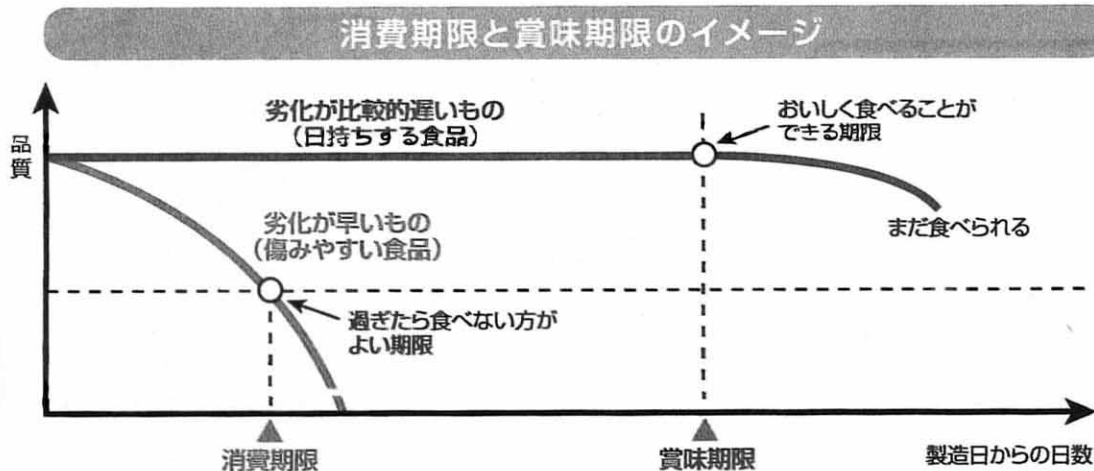 消費期限と賞味期限のイメージ
品質
劣化が比較的遅いもの
（日持ちする食品）
おいしく食べることが
できる期限
まだ食べられる
劣化が早いもの
（傷みやすい食品）
過ぎたら食べない方が
よい期限
消費期限
賞味期限
製造日からの日数